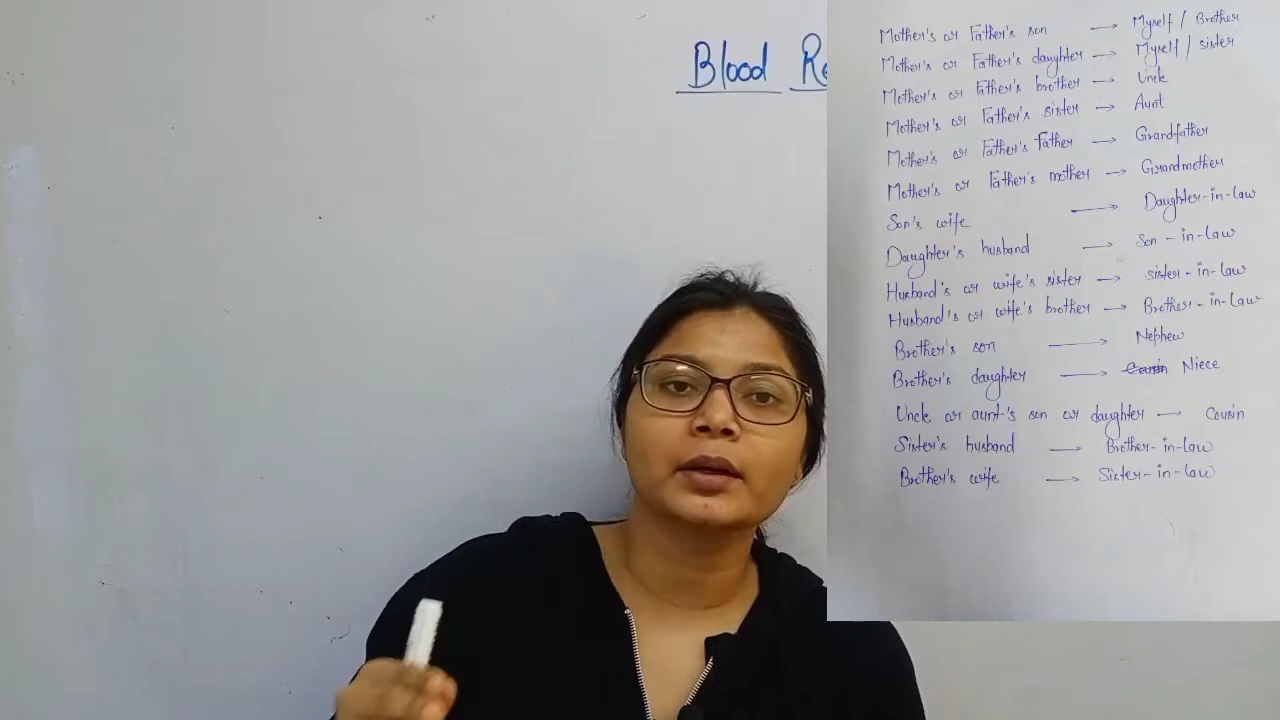 Blood Re
Mother's or Father's son → Myself / Brother
Mother's or Father's daughter → Myself / sister
Mother's or Father's brother → Uncle
Mother's or Father's sister → Aunt
Mother's or Father's Father → Grandfather
Mother's or Father's mother → Grandmother
Son's wife → Daughter-in-law
Daughter's husband → Son-in-law
Husband's or wife's sister → sister-in-law
Husband's or wife's brother → Brother-in-law
Brother's son → Nephew
Brother's daughter → Niece
Uncle or aunt's son or daughter → Cousin
Sister's husband → Brother-in-law
Brother's wife → Sister-in-law